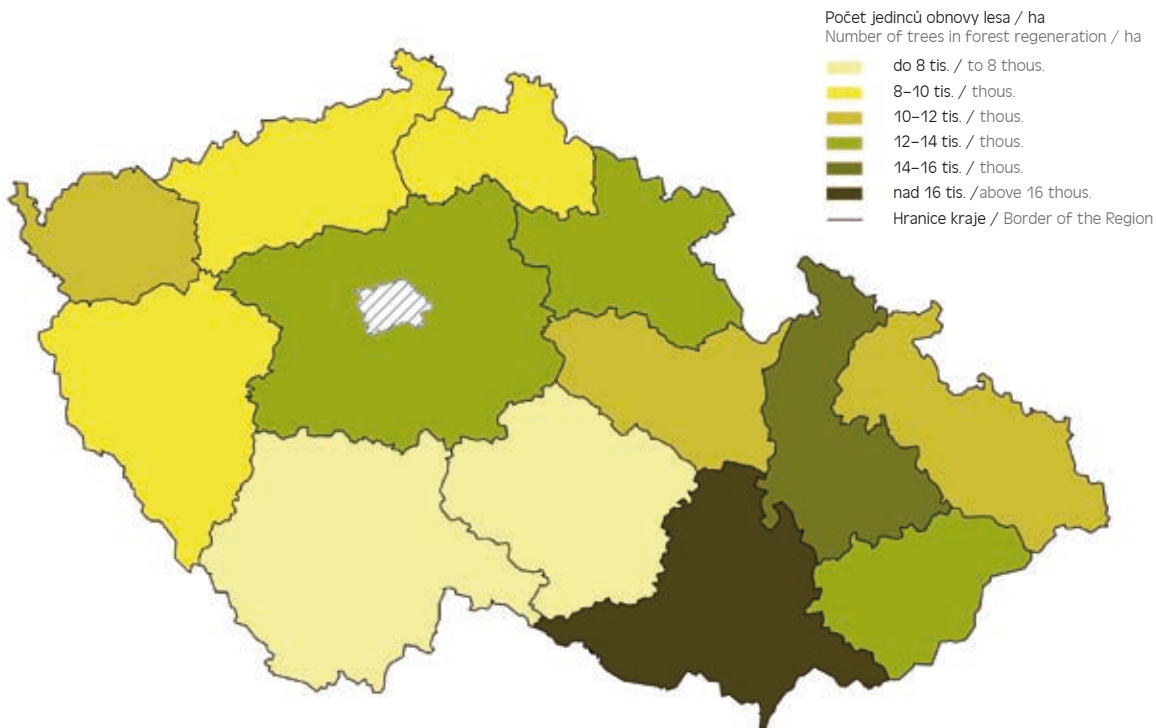 Počet jedinců obnovy lesa / ha
Number of trees in forest regeneration / ha
do 8 tis. / to 8 thous.
8–10 tis. / thous.
10–12 tis. / thous.
12–14 tis. / thous.
14–16 tis. / thous.
nad 16 tis. /above 16 thous.
Hranice kraje / Border of the Region